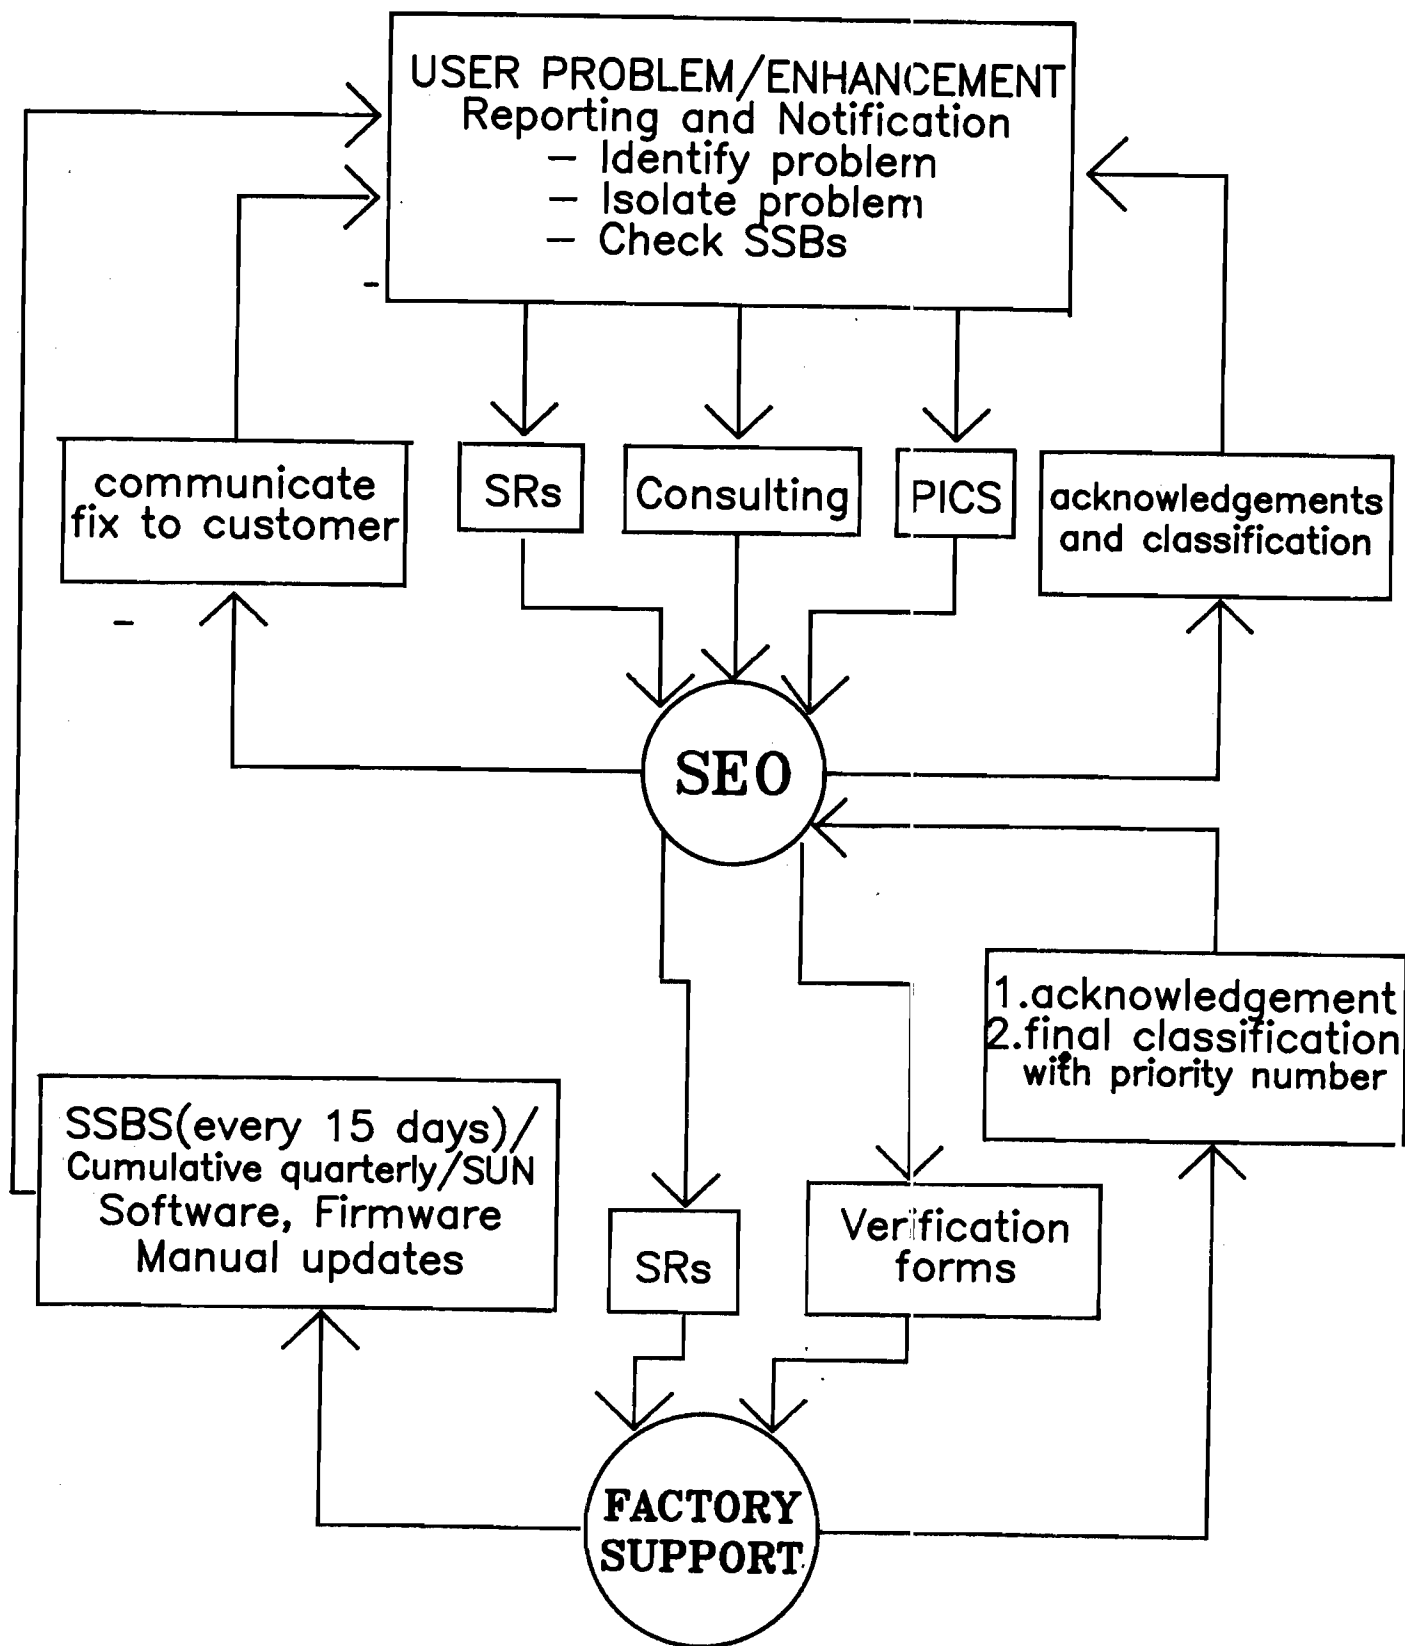 USER PROBLEM/ENHANCEMENT
Reporting and Notification
– Identify problem
– Isolate problem
– Check SSBs
communicate
fix to customer
SRs
Consulting
PICS
acknowledgements
and classification
SEO
1.acknowledgement
2.final classification
with priority number
SSBS(every 15 days)/
Cumulative quarterly/SUN
Software, Firmware
Manual updates
SRs
Verification
forms
FACTORY
SUPPORT